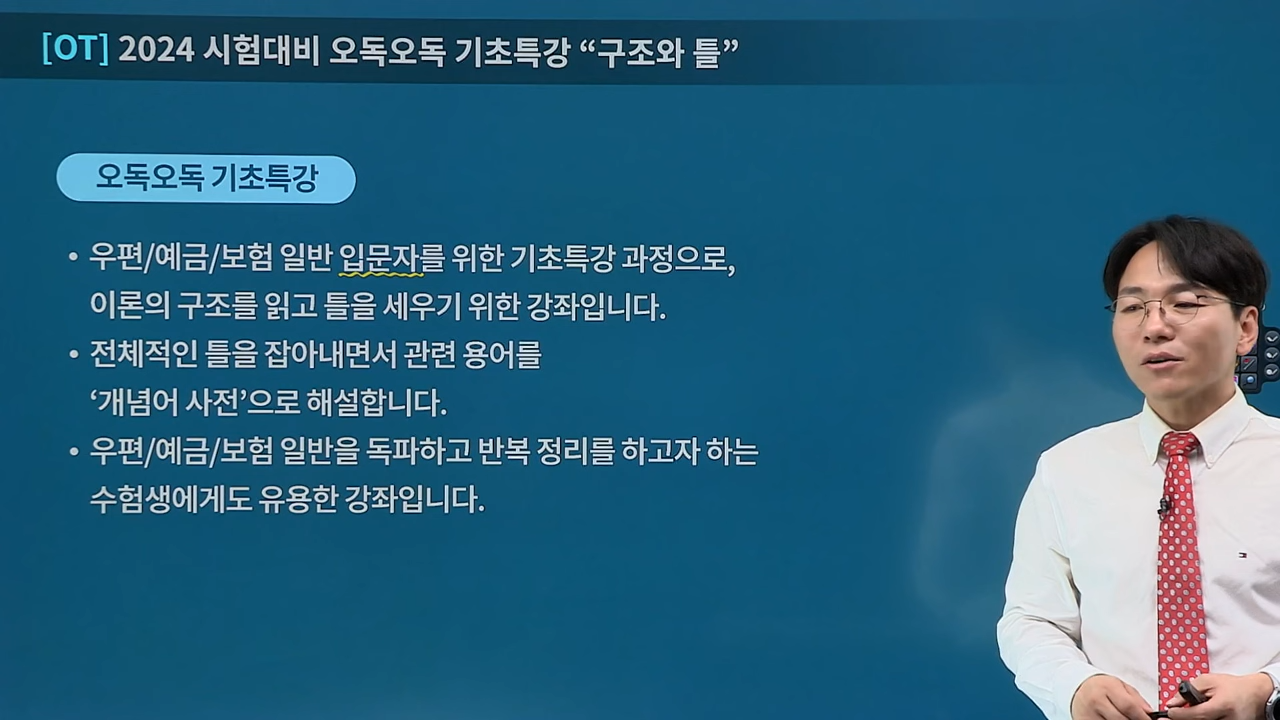 [OT] 2024 시험대비 오독오독 기초특강 “구조와 틀”
오독오독 기초특강
• 우편/예금/보험 일반 입문자를 위한 기초특강 과정으로,
이론의 구조를 읽고 틀을 세우기 위한 강좌입니다.
• 전체적인 틀을 잡아내면서 관련 용어를
‘개념어 사전’으로 해설합니다.
• 우편/예금/보험 일반을 독파하고 반복 정리를 하고자 하는
수험생에게도 유용한 강좌입니다.